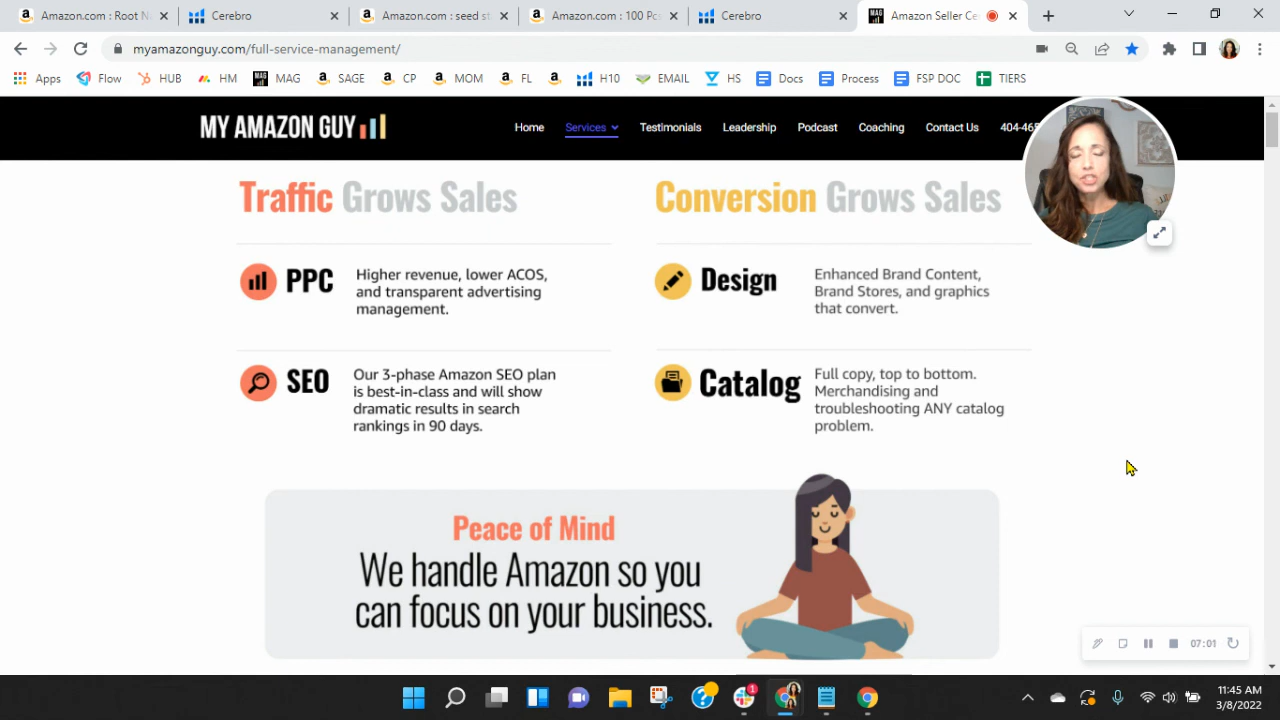 Amazon.com : Root N
Cerebro
Amazon.com : seed st
Amazon.com : 100 Pcs
Cerebro
Amazon Seller Ce
myamazonguy.com/full-service-management/
Apps
Flow
HUB
HM
MAG
SAGE
CP
MOM
FL
H10
EMAIL
HS
Docs
Process
FSP DOC
TIERS
MY AMAZON GUY
Home
Services
Testimonials
Leadership
Podcast
Coaching
Contact Us
404-465
Traffic Grows Sales
Conversion Grows Sales
PPC
Higher revenue, lower ACOS,
and transparent advertising
management.
Design
Enhanced Brand Content,
Brand Stores, and graphics
that convert.
SEO
Our 3-phase Amazon SEO plan
is best-in-class and will show
dramatic results in search
rankings in 90 days.
Catalog
Full copy, top to bottom.
Merchandising and
troubleshooting ANY catalog
problem.
Peace of Mind
We handle Amazon so you
can focus on your business.
07:01
11:45 AM
3/8/2022